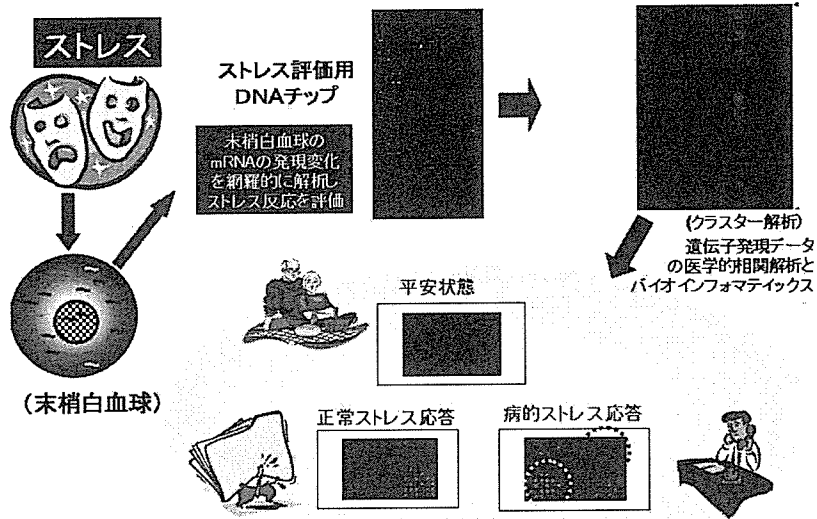 ストレス
ストレス評価用
DNAチップ
末梢白血球の
mRNAの発現変化
を網羅的に解析し
ストレス反応を評価
(クラスター解析)
遺伝子発現データ
の医学的相関解析と
バイオインフォマティックス
(末梢白血球)
平安状態
正常ストレス応答
病的ストレス応答